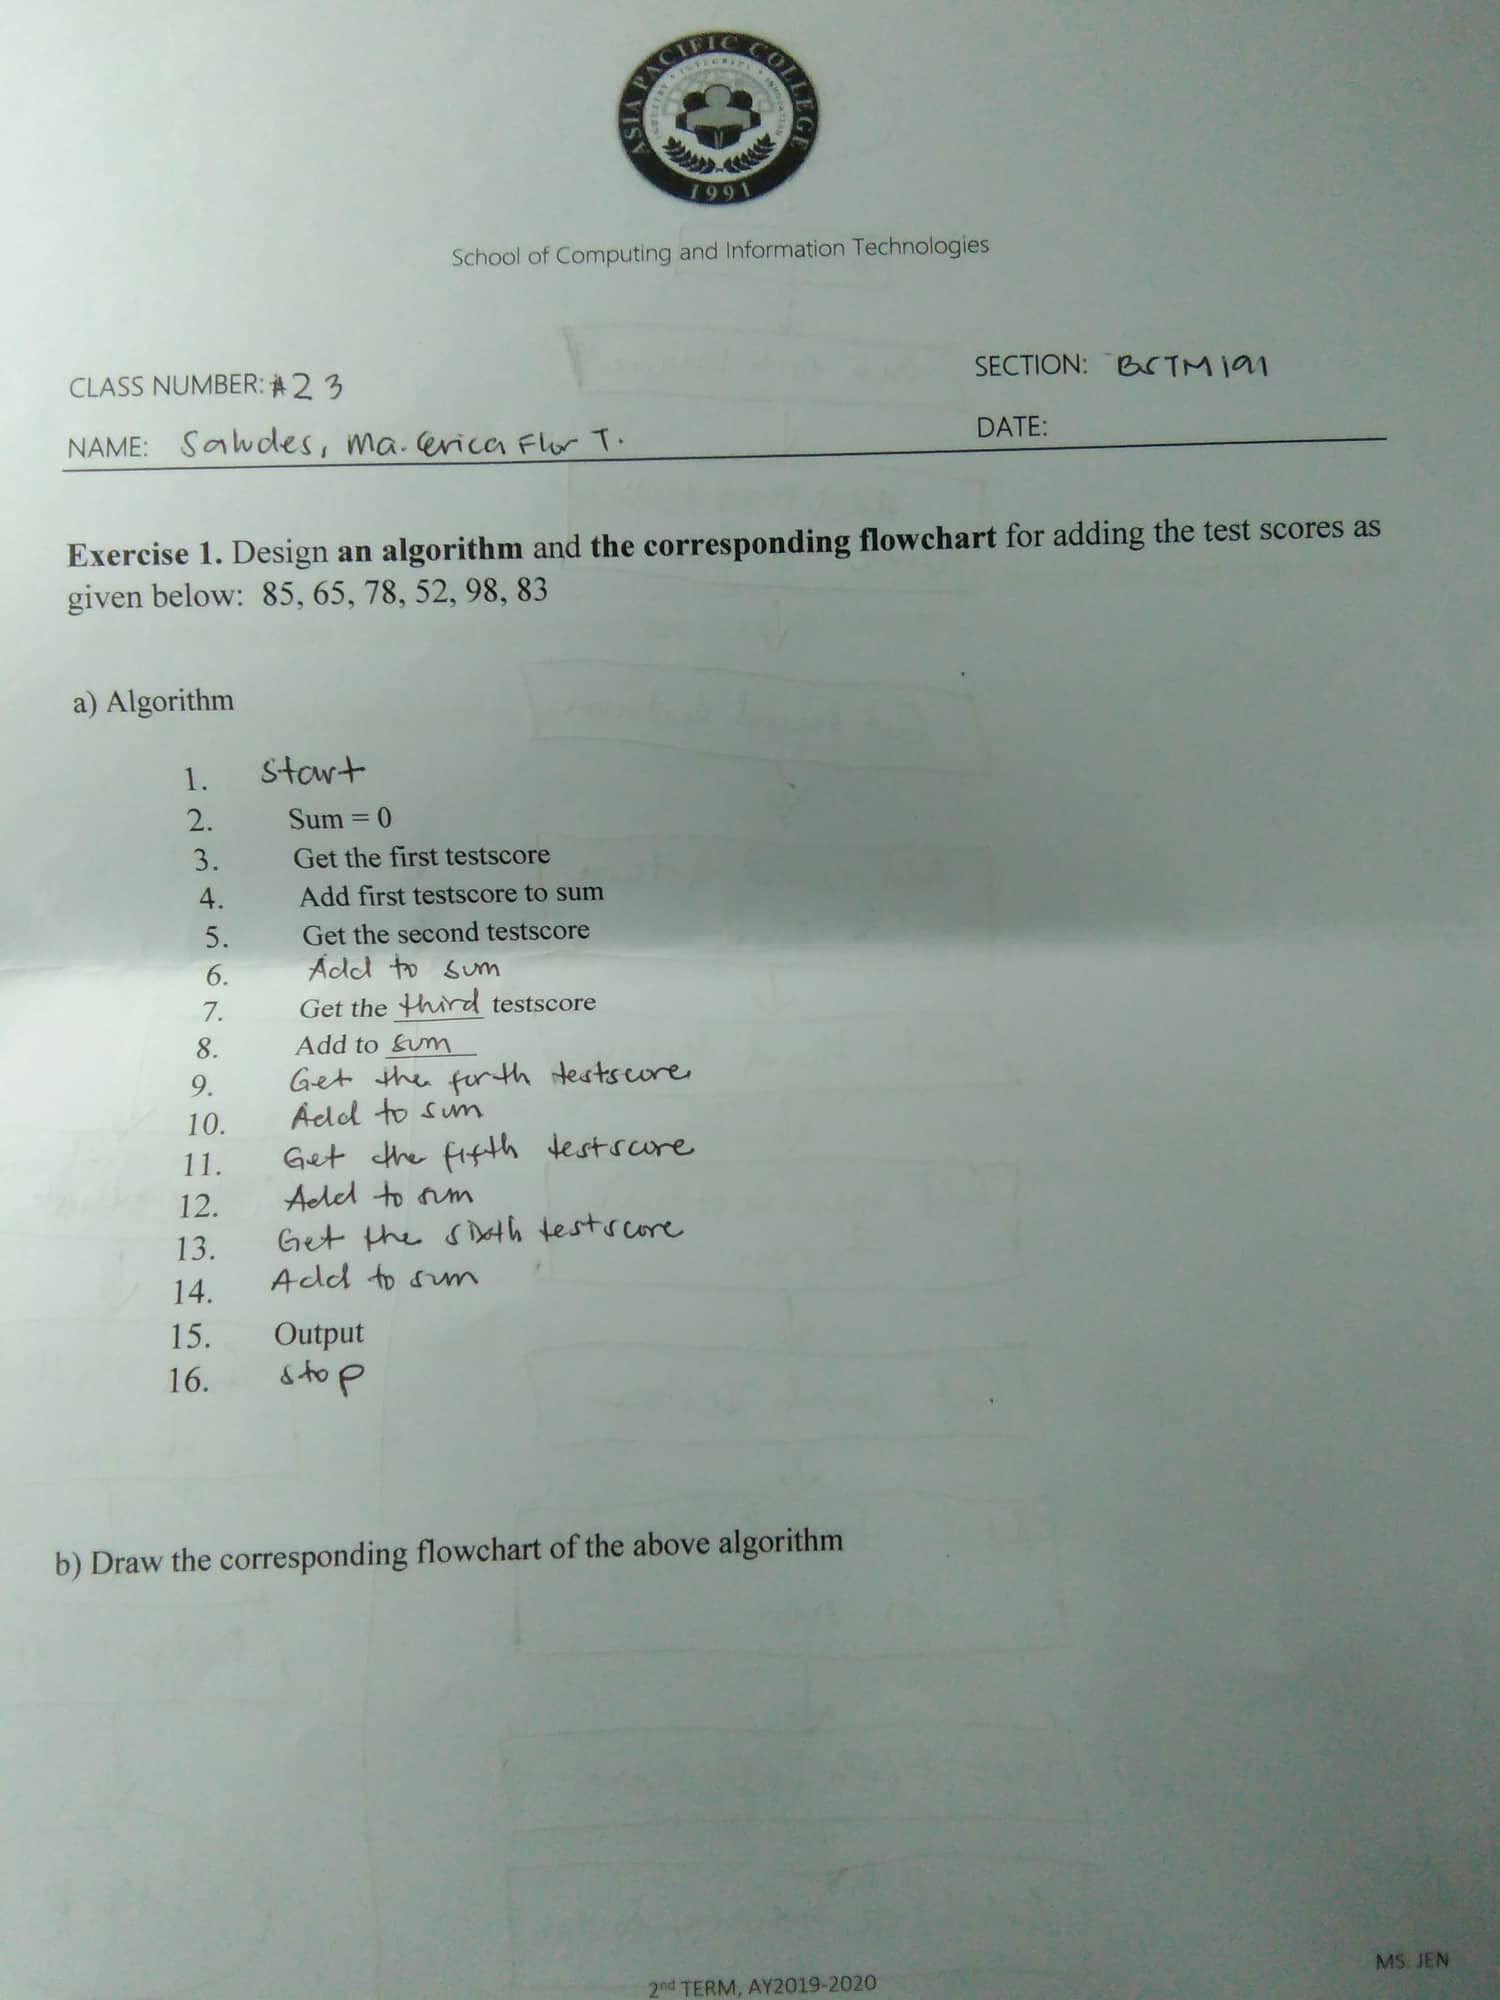 ASIA PACIFIC COLLEGE
1991
School of Computing and Information Technologies
CLASS NUMBER: #23
SECTION: BSTM191
NAME: Saludes, Ma. Cerica Flor T.
DATE:
Exercise 1. Design an algorithm and the corresponding flowchart for adding the test scores as
given below: 85, 65, 78, 52, 98, 83
a) Algorithm
1. Start
2. Sum = 0
3. Get the first testscore
4. Add first testscore to sum
5. Get the second testscore
6. Add to sum
7. Get the third testscore
8. Add to sum
9. Get the forth testscore
10. Add to sum
11. Get the fifth testscore
12. Add to sum
13. Get the sixth testscore
14. Add to sum
15. Output
16. stop
b) Draw the corresponding flowchart of the above algorithm
MS. JEN
2nd TERM, AY2019-2020